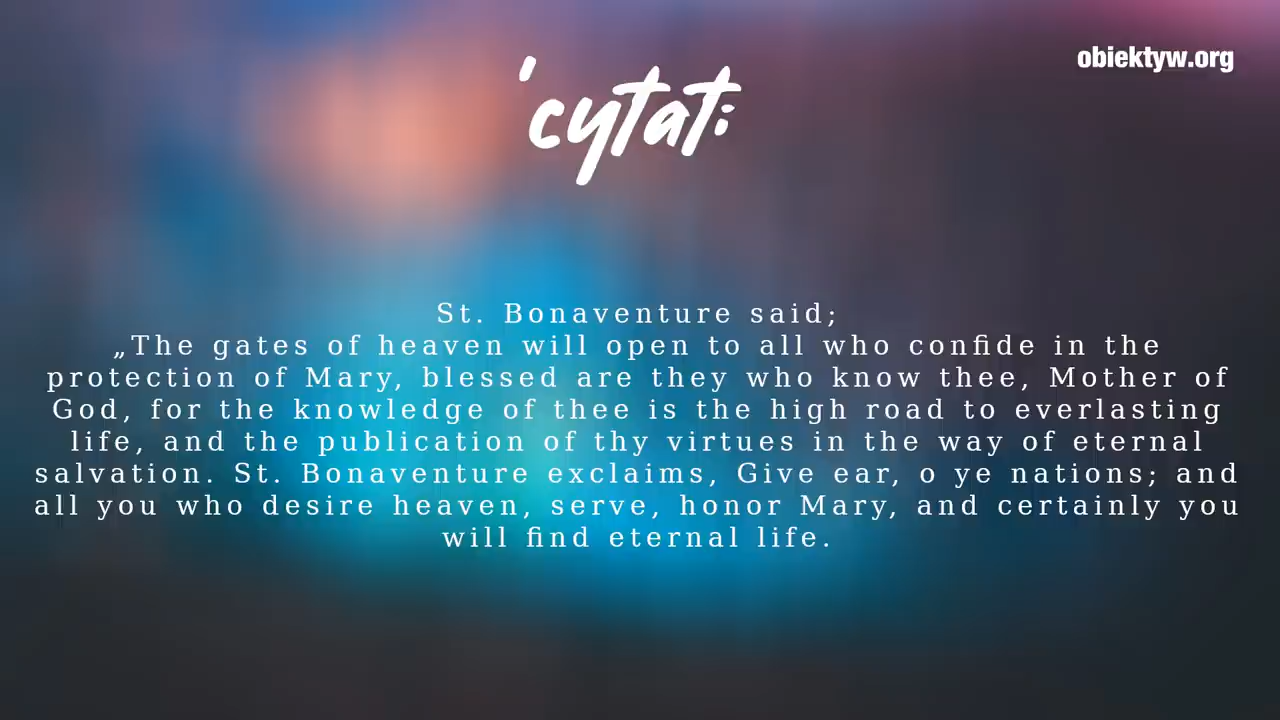 obiektyw.org
'cytat:
St. Bonaventure said;
„The gates of heaven will open to all who confide in the
protection of Mary, blessed are they who know thee, Mother of
God, for the knowledge of thee is the high road to everlasting
life, and the publication of thy virtues in the way of eternal
salvation. St. Bonaventure exclaims, Give ear, o ye nations; and
all you who desire heaven, serve, honor Mary, and certainly you
will find eternal life.